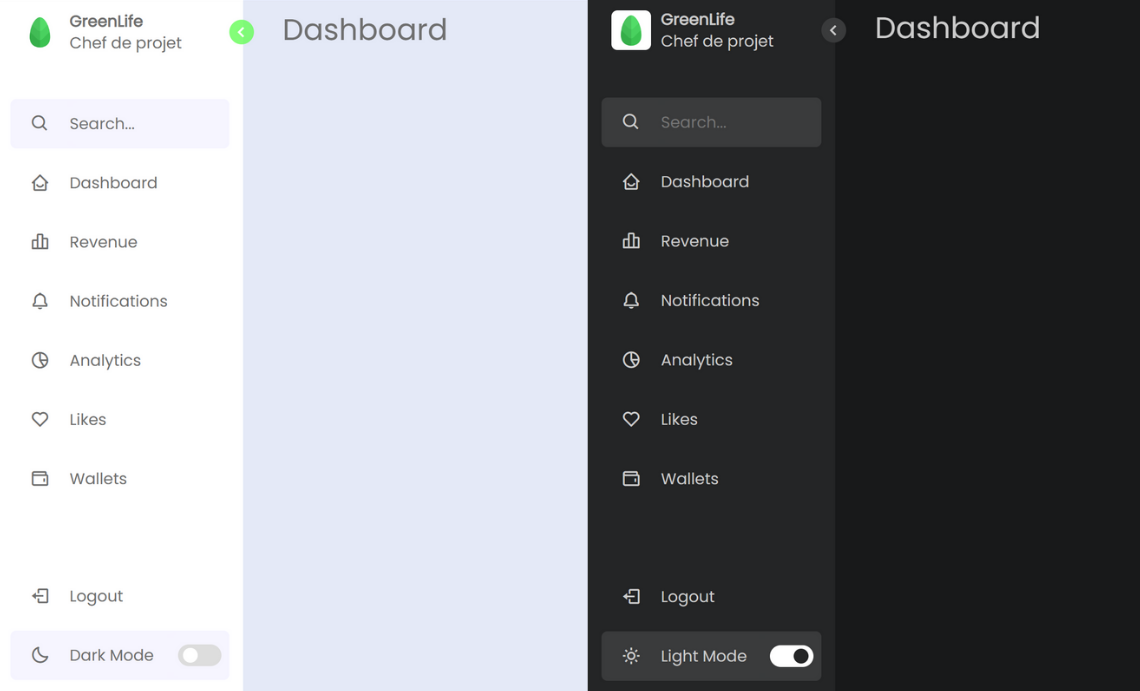 GreenLife
Chef de projet
Dashboard
Search...
Dashboard
Revenue
Notifications
Analytics
Likes
Wallets
Logout
Dark Mode
GreenLife
Chef de projet
Dashboard
Search...
Dashboard
Revenue
Notifications
Analytics
Likes
Wallets
Logout
Light Mode